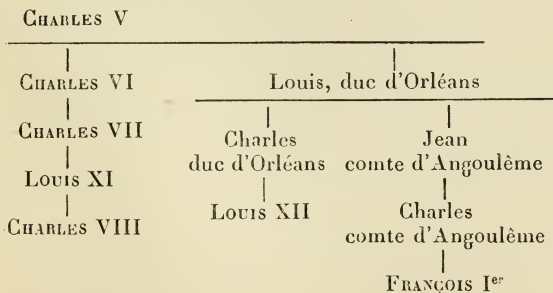 CHARLES V
CHARLES VI
Louis, duc d'Orléans
CHARLES VII
LOUIS XI
CHARLES VIII
Charles
duc d'Orléans
LOUIS XII
Jean
comte d'Angoulême
Charles
comte d'Angoulême
FRANÇOIS Ier